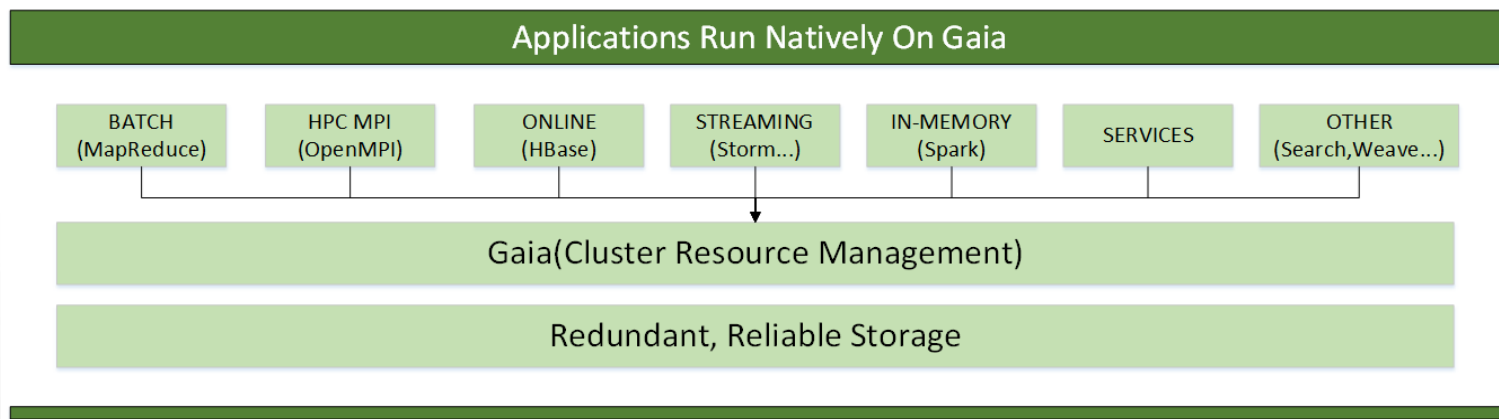 Applications Run Natively On Gaia
BATCH
(MapReduce)
HPC MPI
(OpenMPI)
ONLINE
(HBase)
STREAMING
(Storm...)
IN-MEMORY
(Spark)
SERVICES
OTHER
(Search,Weave...)
Gaia(Cluster Resource Management)
Redundant, Reliable Storage